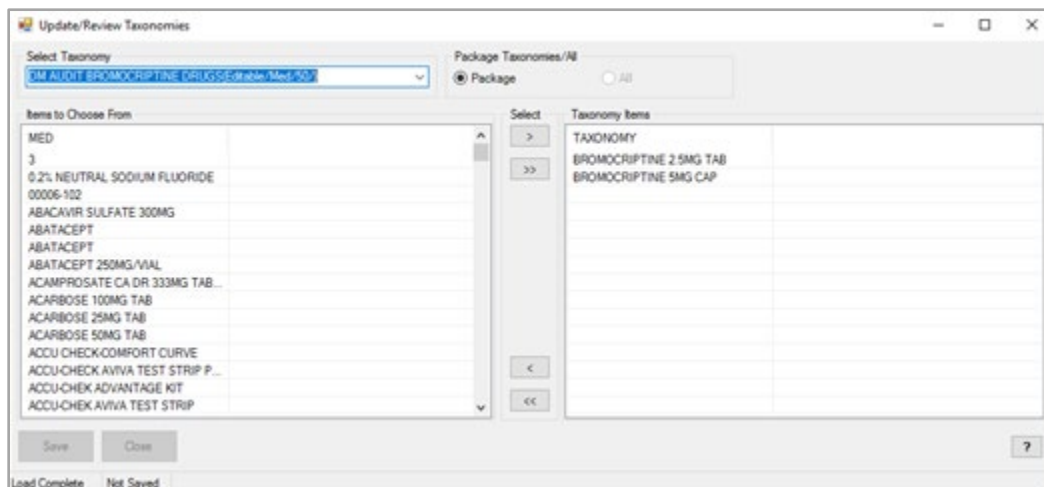 Update/Review Taxonomies
Select Taxonomy
DM AUDIT BROMOCRIPTINE DRUGS(Editable/Med/50/)
Package Taxonomies/All
Package
All
Items to Choose From
MED
3
0.2% NEUTRAL SODIUM FLUORIDE
00006-102
ABACAVIR SULFATE 300MG
ABATACEPT
ABATACEPT
ABATACEPT 250MG/VIAL
ACAMPROSATE CA DR 333MG TAB...
ACARBOSE 100MG TAB
ACARBOSE 25MG TAB
ACARBOSE 50MG TAB
ACCU CHECK-COMFORT CURVE
ACCU-CHECK AVIVA TEST STRIP P...
ACCU-CHEK ADVANTAGE KIT
ACCU-CHEK AVIVA TEST STRIP
Select
>
>>
<
<<
Taxonomy Items
TAXONOMY
BROMOCRIPTINE 2.5MG TAB
BROMOCRIPTINE 5MG CAP
Save
Close
?
Load Complete
Not Saved